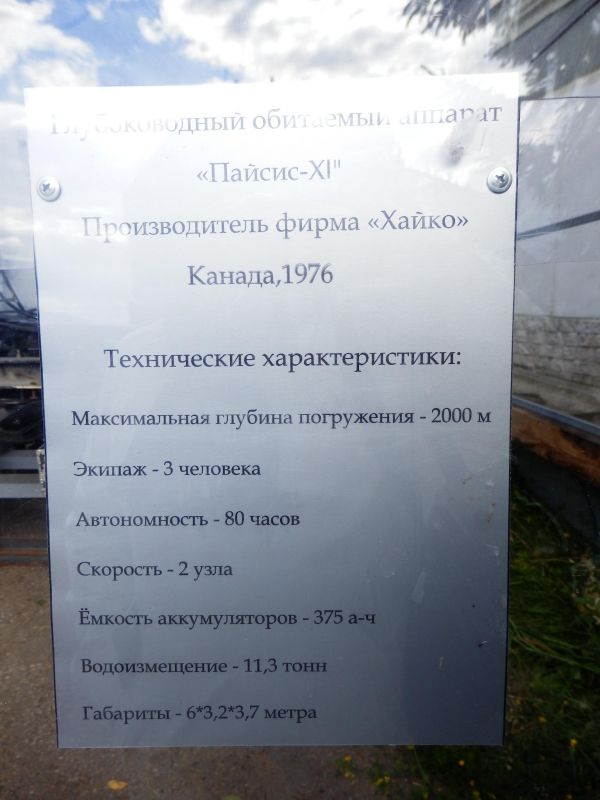 Глубоководный обитаемый аппарат
«Пайсис-XI"
Производитель фирма «Хайко»
Канада,1976
Технические характеристики:
Максимальная глубина погружения - 2000 м
Экипаж - 3 человека
Автономность - 80 часов
Скорость - 2 узла
Ёмкость аккумуляторов - 375 а-ч
Водоизмещение - 11,3 тонн
Габариты - 6*3,2*3,7 метра